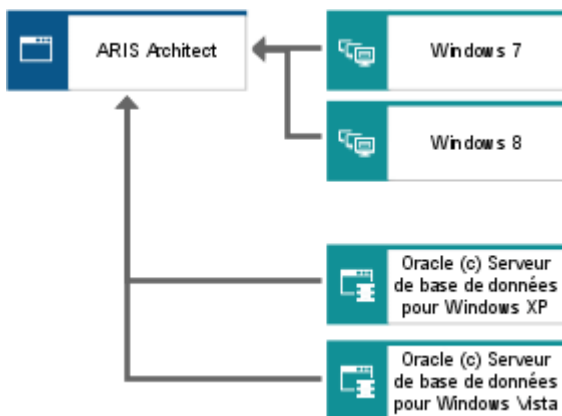 ARIS Architect
Windows 7
Windows 8
Oracle (c) Serveur
de base de données
pour Windows XP
Oracle (c) Serveur
de base de données
pour Windows Vista